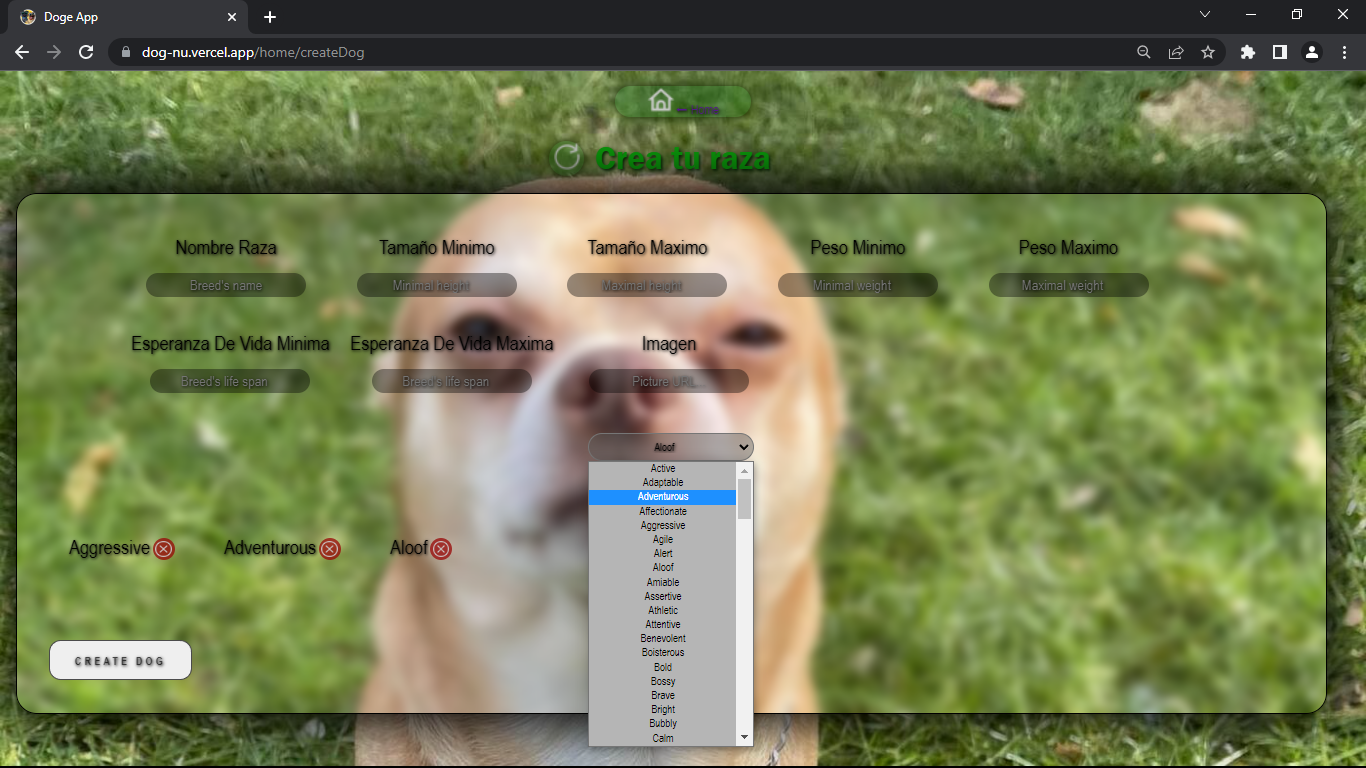 Doge App
dog-nu.vercel.app/home/createDog
Home
Crea tu raza
Nombre Raza
Tamaño Minimo
Tamaño Maximo
Peso Minimo
Peso Maximo
Breed's name
Minimal height
Maximal height
Minimal weight
Maximal weight
Esperanza De Vida Minima
Esperanza De Vida Maxima
Imagen
Breed's life span
Breed's life span
Picture URL...
Aloof
Active
Adaptable
Adventurous
Affectionate
Aggressive
Agile
Alert
Aloof
Amiable
Assertive
Athletic
Attentive
Benevolent
Boisterous
Bold
Bossy
Brave
Bright
Bubbly
Calm
Aggressive
Adventurous
Aloof
CREATE DOG